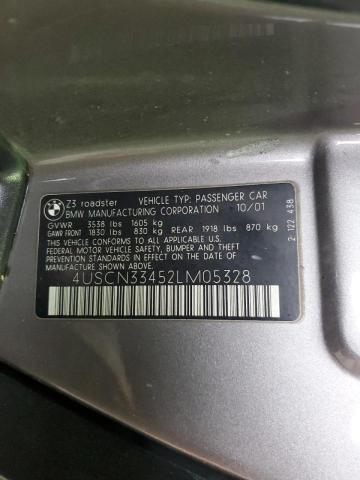 BMW
Z3 roadster VEHICLE TYP: PASSENGER CAR
BMW MANUFACTURING CORPORATION 10/01
GVWR 3538 lbs 1605 kg
GAWR FRONT 1830 lbs 830 kg REAR 1918 lbs 870 kg
THIS VEHICLE CONFORMS TO ALL APPLICABLE U.S.
FEDERAL MOTOR VEHICLE SAFETY, BUMPER AND THEFT
PREVENTION STANDARDS IN EFFECT ON THE DATE OF
MANUFACTURE SHOWN ABOVE.
4USCN33452LM05328
2 122 438